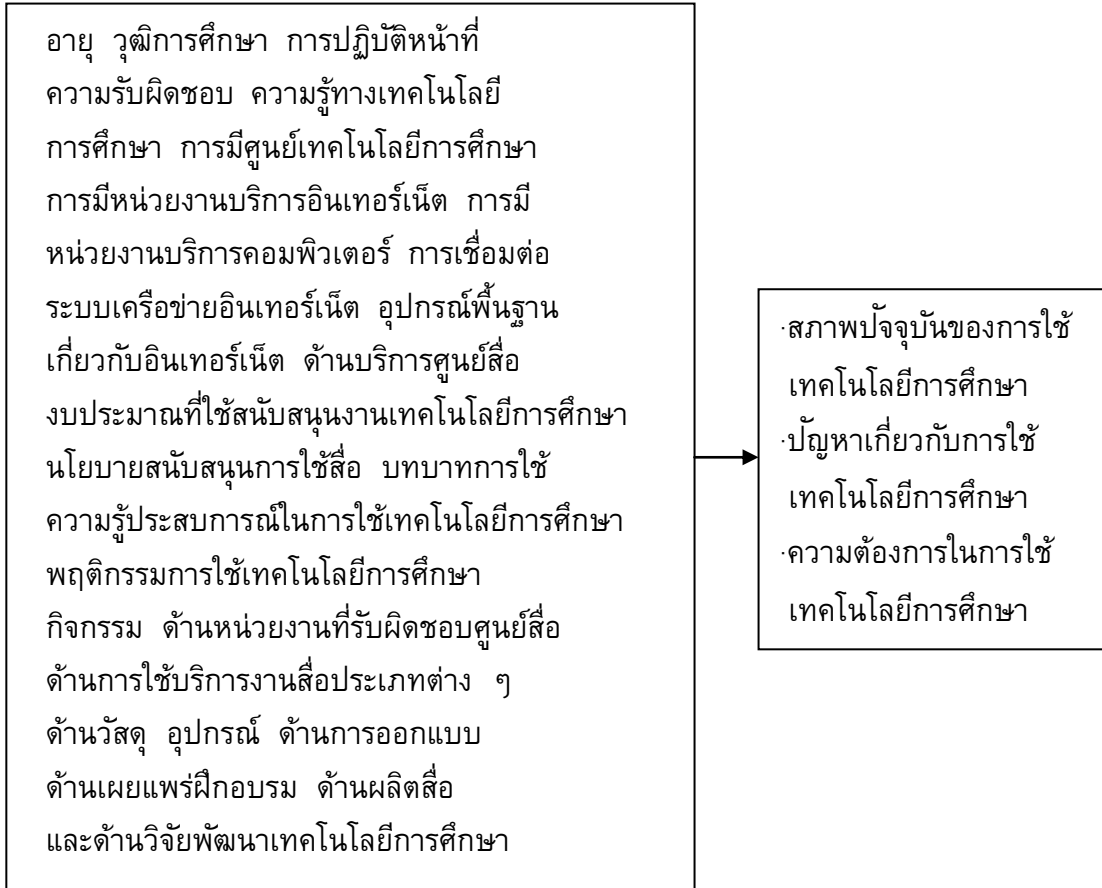 อายุ วุฒิการศึกษา การปฏิบัติหน้าที่
ความรับผิดชอบ ความรู้ทางเทคโนโลยี
การศึกษา การมีศูนย์เทคโนโลยีการศึกษา
การมีหน่วยงานบริการอินเทอร์เน็ต การมี
หน่วยงานบริการคอมพิวเตอร์ การเชื่อมต่อ
ระบบเครือข่ายอินเทอร์เน็ต อุปกรณ์พื้นฐาน
เกี่ยวกับอินเทอร์เน็ต ด้านบริการศูนย์สื่อ
งบประมาณที่ใช้สนับสนุนงานเทคโนโลยีการศึกษา
นโยบายสนับสนุนการใช้สื่อ บทบาทการใช้
ความรู้ประสบการณ์ในการใช้เทคโนโลยีการศึกษา
พฤติกรรมการใช้เทคโนโลยีการศึกษา
กิจกรรม ด้านหน่วยงานที่รับผิดชอบศูนย์สื่อ
ด้านการใช้บริการงานสื่อประเภทต่าง ๆ
ด้านวัสดุ อุปกรณ์ ด้านการออกแบบ
ด้านเผยแพร่ฝึกอบรม ด้านผลิตสื่อ
และด้านวิจัยพัฒนาเทคโนโลยีการศึกษา
·สภาพปัจจุบันของการใช้
เทคโนโลยีการศึกษา
·ปัญหาเกี่ยวกับการใช้
เทคโนโลยีการศึกษา
·ความต้องการในการใช้
เทคโนโลยีการศึกษา